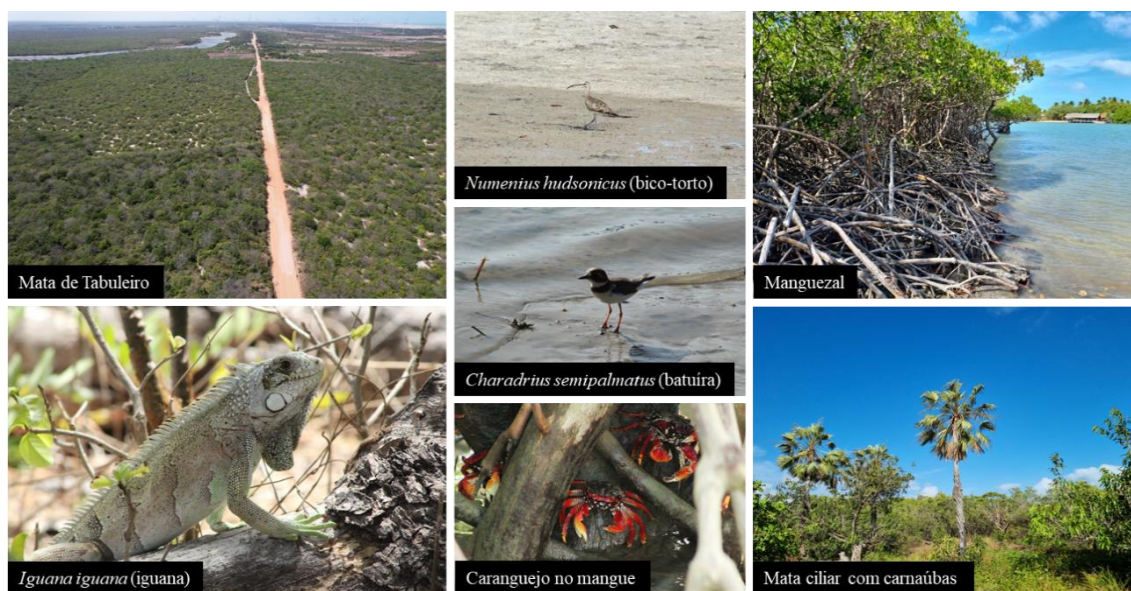 Mata de Tabuleiro
Numenius hudsonicus (bico-torto)
Manguezal
Charadrius semipalmatus (batuíra)
Iguana iguana (iguana)
Caranguejo no mangue
Mata ciliar com carnaúbas